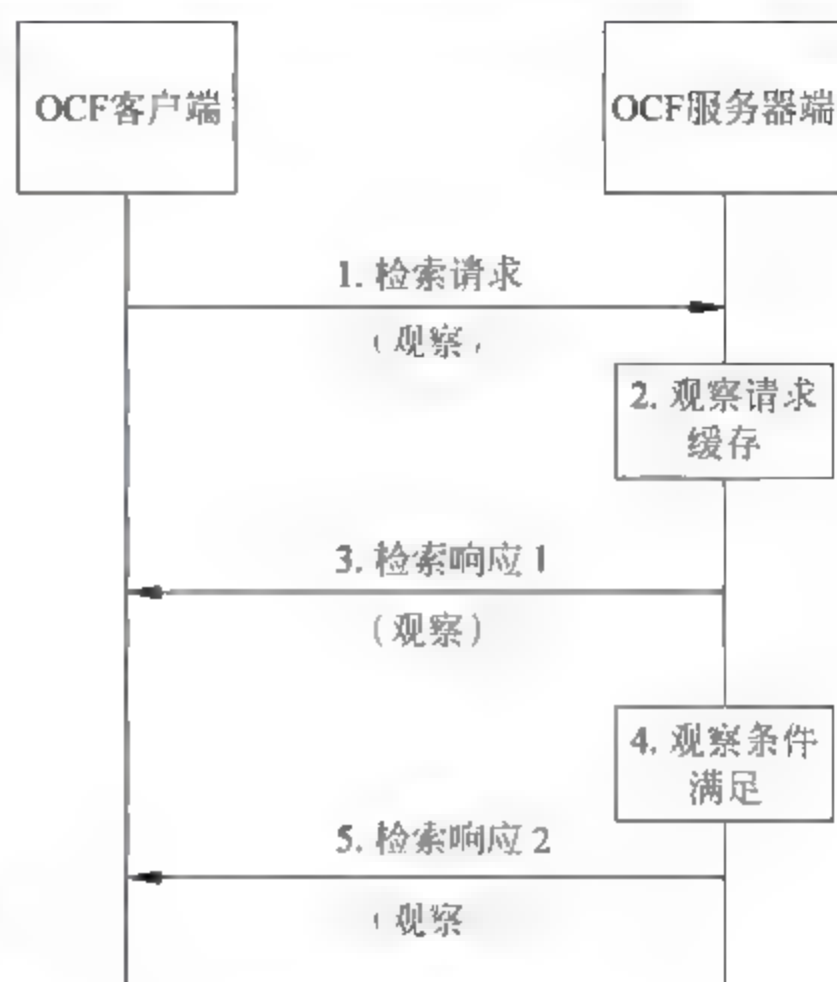 OCF客户端
OCF服务器端
1. 检索请求
(观察)
2. 观察请求
缓存
3. 检索响应 1
(观察)
4. 观察条件
满足
5. 检索响应 2
(观察